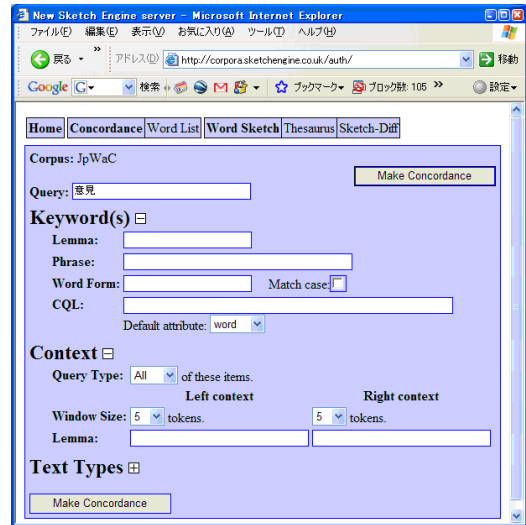 New Sketch Engine server - Microsoft Internet Explorer
ファイル(F) 編集(E) 表示(V) お気に入り(A) ツール(T) ヘルプ(H)
戻る » アドレス(D) http://corpora.sketchengine.co.uk/auth/ 移動
Google G 検索 ブックマーク ブロック数: 105 » 設定
Home Concordance Word List Word Sketch Thesaurus Sketch-Diff
Corpus: JpWaC
Make Concordance
Query: 意見
Keyword(s)
Lemma:
Phrase:
Word Form: Match case:
CQL:
Default attribute: word
Context
Query Type: All of these items.
Left context Right context
Window Size: 5 tokens. 5 tokens.
Lemma:
Text Types
Make Concordance